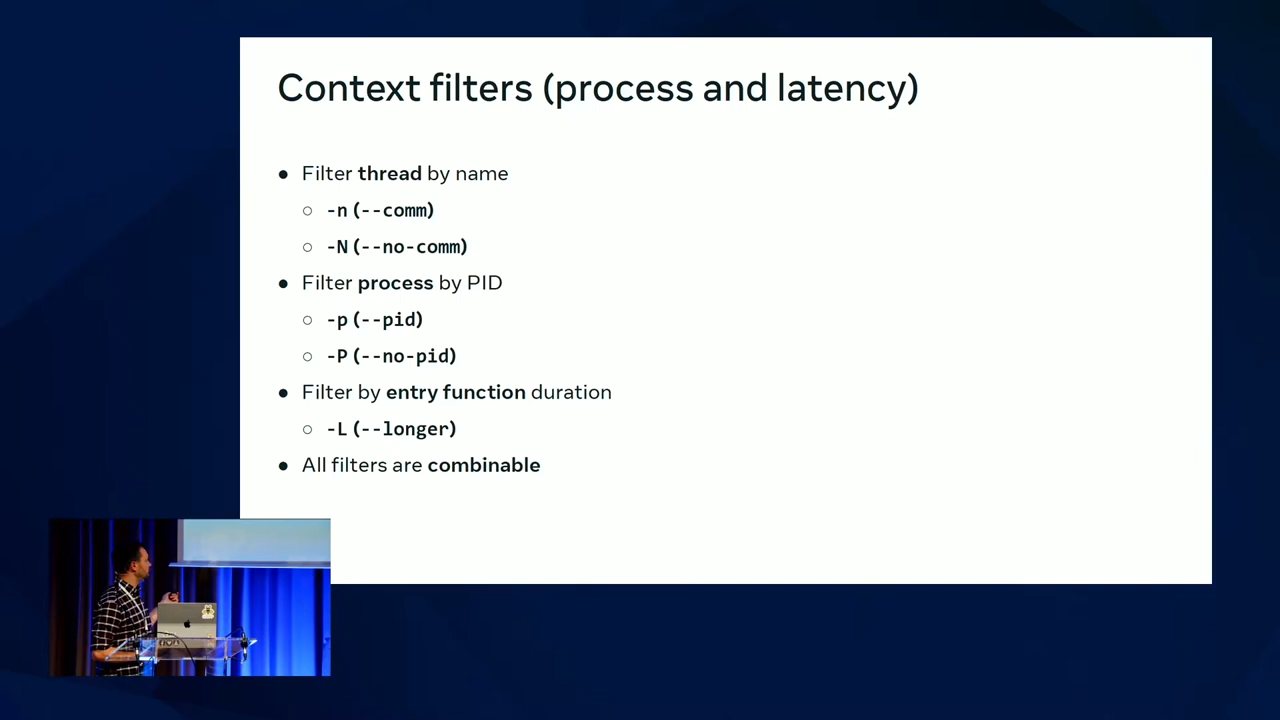 Context filters (process and latency)
● Filter thread by name
○ -n (--comm)
○ -N (--no-comm)
● Filter process by PID
○ -p (--pid)
○ -P (--no-pid)
● Filter by entry function duration
○ -L (--longer)
● All filters are combinable